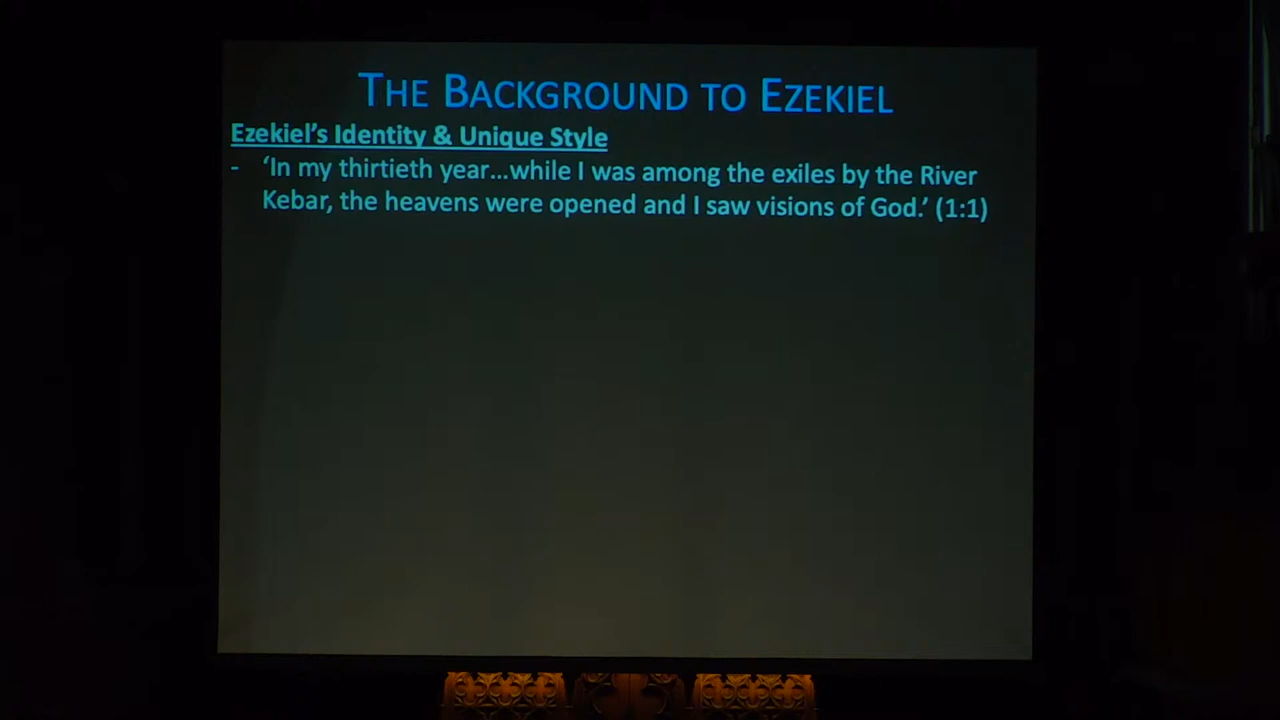 THE BACKGROUND TO EZEKIEL
Ezekiel’s Identity & Unique Style
- ‘In my thirtieth year...while I was among the exiles by the River
Kebar, the heavens were opened and I saw visions of God.’ (1:1)